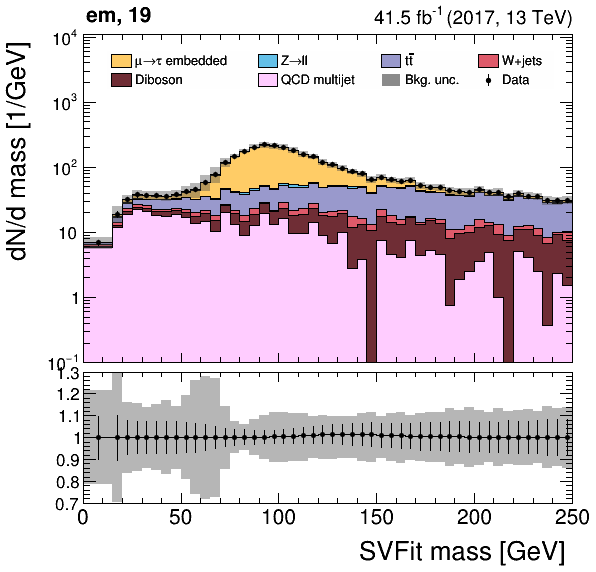 em, 19 41.5 fb⁻¹ (2017, 13 TeV)
μ→τ embedded Z→ll tt̄ W+jets
Diboson QCD multijet Bkg. unc. Data
dN/d mass [1/GeV]
10⁴
10³
10²
10
1
10⁻¹
1.3
1.2
1.1
1
0.9
0.8
0.7
0 50 100 150 200 250
SVFit mass [GeV]